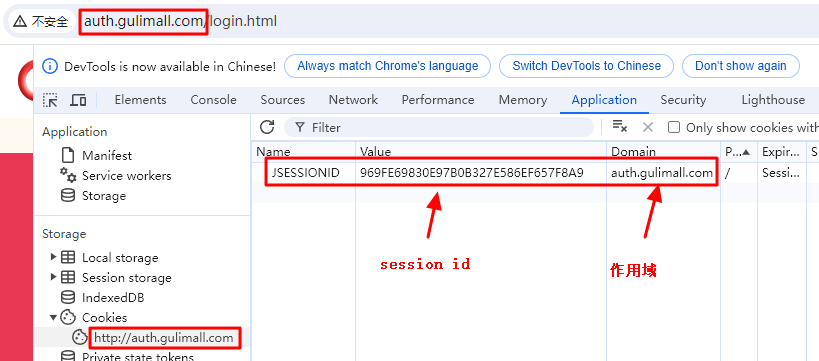 不安全 auth.gulimall.com/login.html
DevTools is now available in Chinese! Always match Chrome's language Switch DevTools to Chinese Don't show again
Elements Console Sources Network Performance Memory Application Security Lighthouse
Application
Manifest
Service workers
Storage
Storage
Local storage
Session storage
IndexedDB
Cookies
http://auth.gulimall.com
Private state tokens
Filter Only show cookies with
Name Value Domain P... Expir... S
JSESSIONID 969FE69830E97B0B327E586EF657F8A9 auth.gulimall.com / Sessi...
session id 作用域